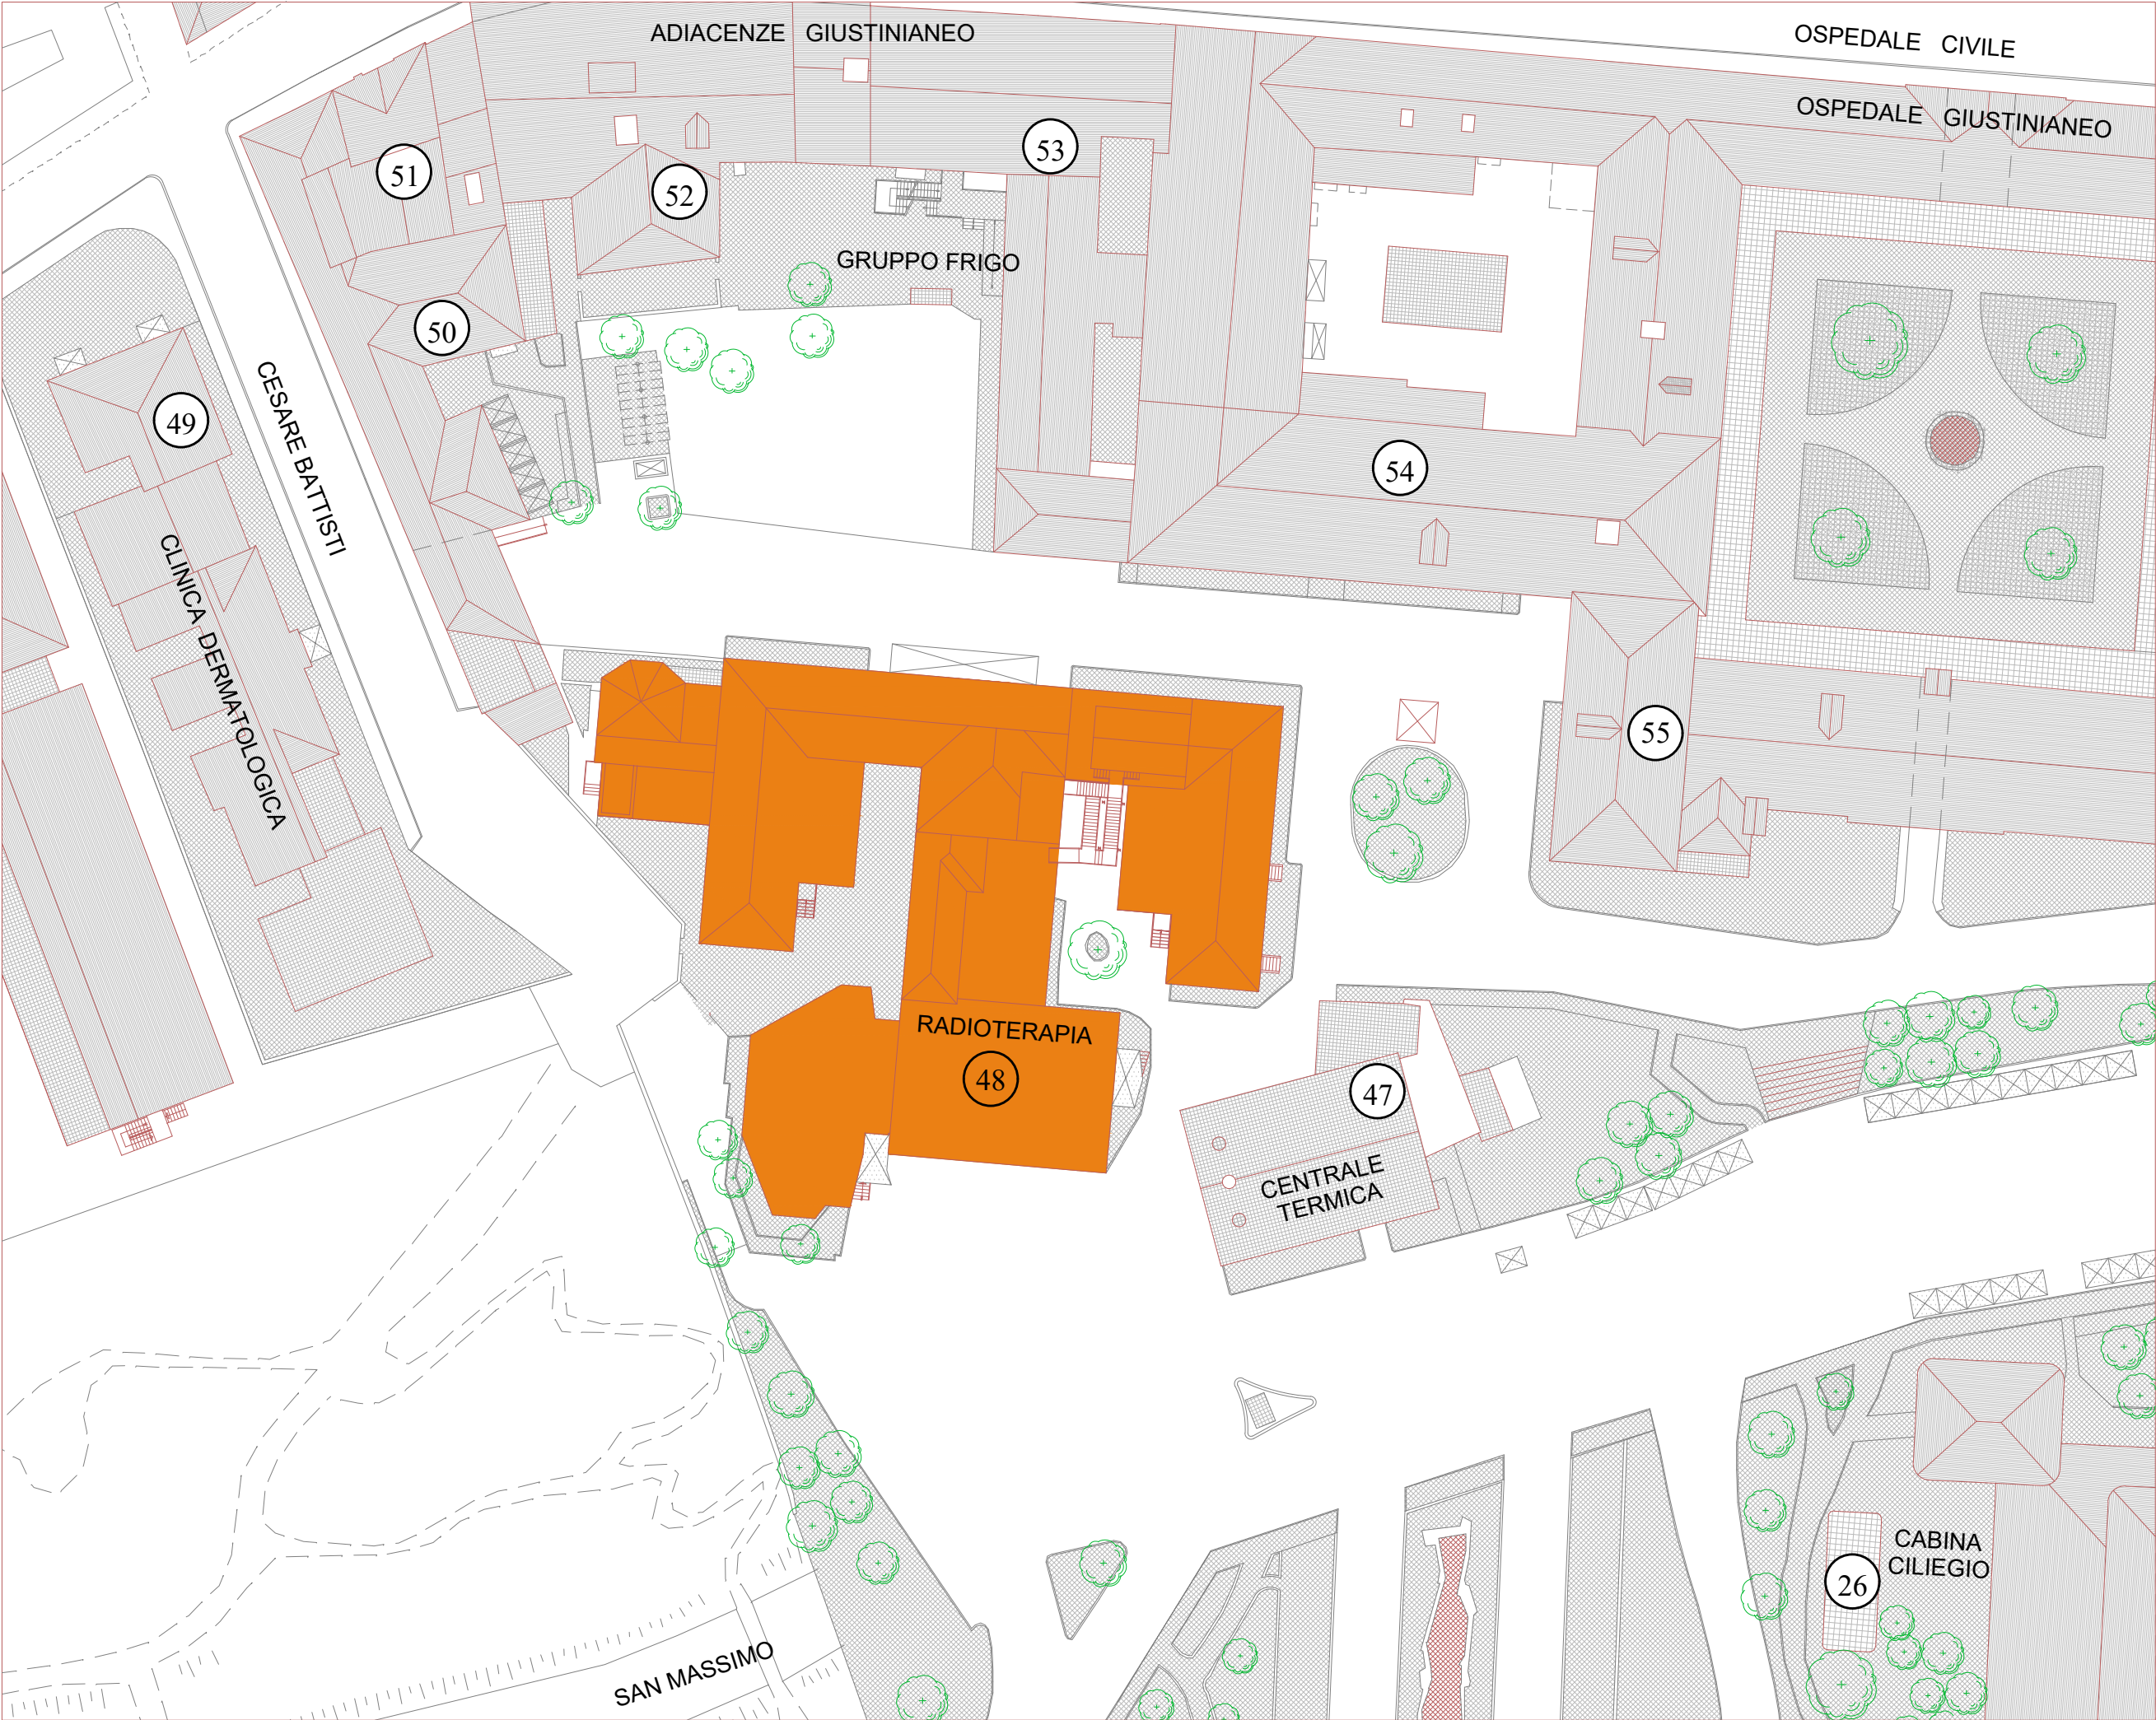 ADIACENZE GIUSTINIANEO
OSPEDALE CIVILE
OSPEDALE GIUSTINIANEO
51
52
53
GRUPPO FRIGO
50
49
CESARE BATTISTI
54
CLINICA DERMATOLOGICA
55
RADIOTERAPIA
48
47
CENTRALE
TERMICA
CABINA
CILIEGIO
26
SAN MASSIMO